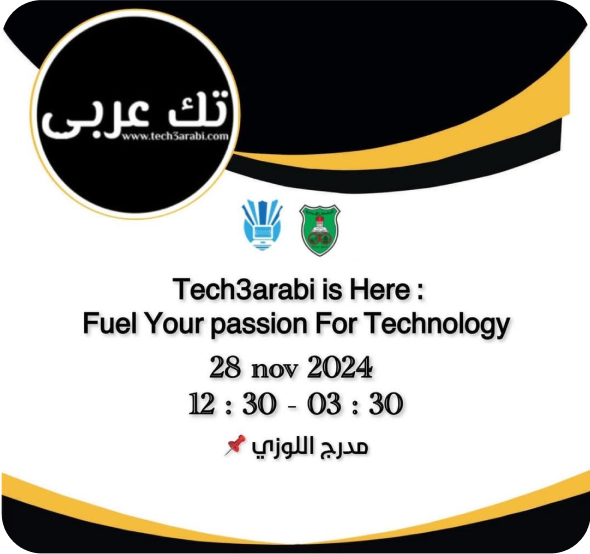 تك عربى
www.tech3arabi.com
Tech3arabi is Here :
Fuel Your passion For Technology
28 nov 2024
12 : 30 - 03 : 30
مدرج اللوزي